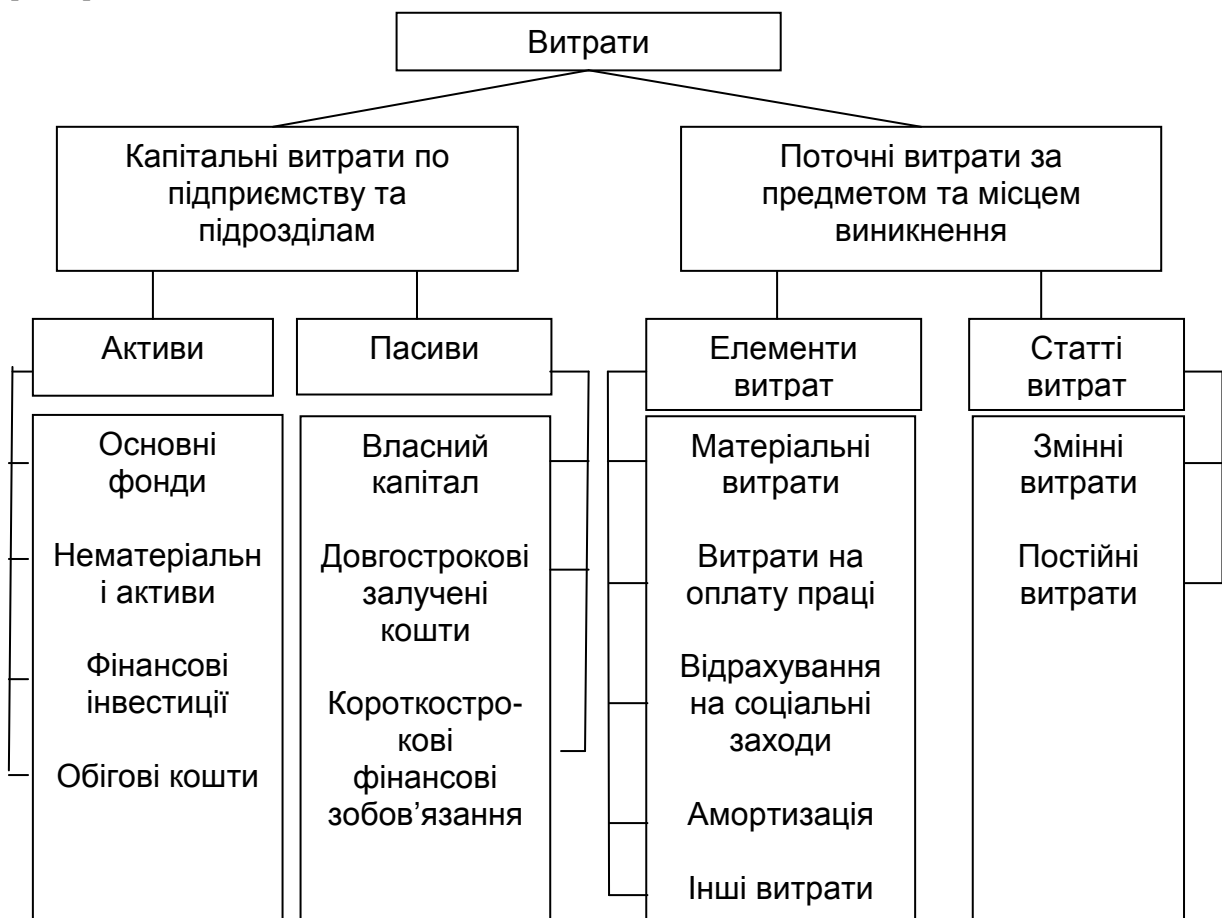 Витрати
Капітальні витрати по
підприємству та
підрозділам
Поточні витрати за
предметом та місцем
виникнення
Активи
Пасиви
Елементи
витрат
Статті
витрат
Основні
фонди
Нематеріальн
і активи
Фінансові
інвестиції
Обігові кошти
Власний
капітал
Довгострокові
залучені
кошти
Короткостро-
кові
фінансові
зобов’язання
Матеріальні
витрати
Витрати на
оплату праці
Відрахування
на соціальні
заходи
Амортизація
Інші витрати
Змінні
витрати
Постійні
витрати